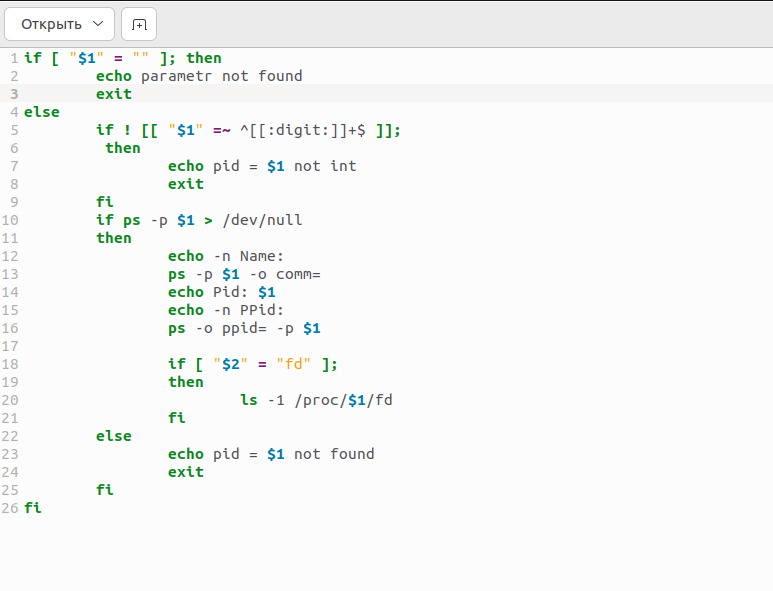 Открыть
1 if [ "$1" = "" ]; then
2         echo parametr not found
3         exit
4 else
5         if ! [[ "$1" =~ ^[[:digit:]]+$ ]];
6          then
7                 echo pid = $1 not int
8                 exit
9         fi
10         if ps -p $1 > /dev/null
11         then
12                 echo -n Name:
13                 ps -p $1 -o comm=
14                 echo Pid: $1
15                 echo -n PPid:
16                 ps -o ppid= -p $1
17
18                 if [ "$2" = "fd" ];
19                 then
20                         ls -1 /proc/$1/fd
21                 fi
22         else
23                 echo pid = $1 not found
24                 exit
25         fi
26 fi